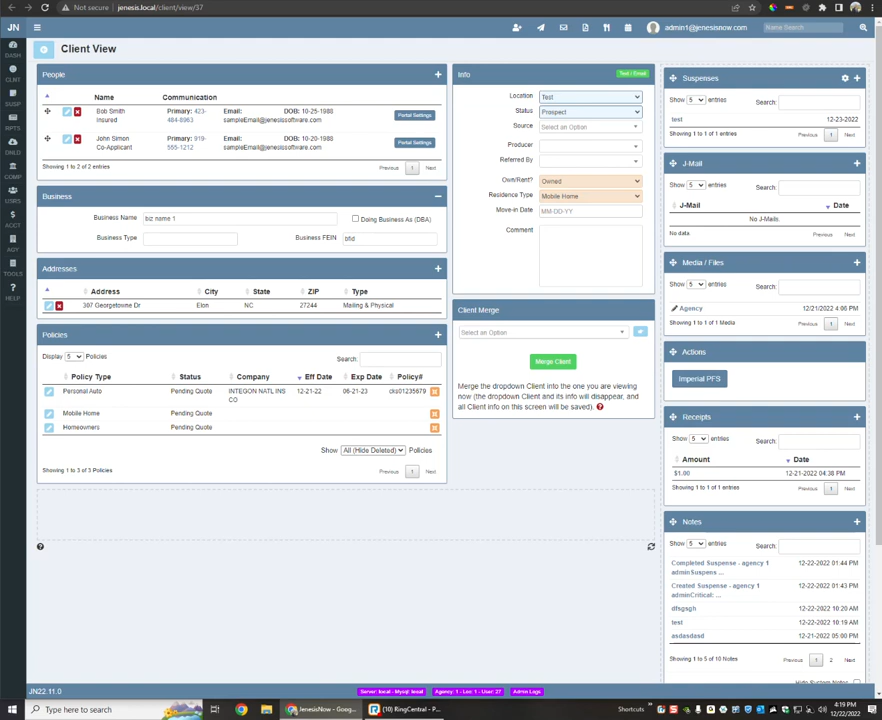 Not secure | jenesis.local/client/view/37
JN
admin1@jenesisnow.com
Name Search
Client View
DASH
CLNT
SUSP
RPTS
DNLD
COMP
USRS
ACCT
AGY
TOOLS
HELP
People
Name Communication
Bob Smith
Insured
Primary: 423-
484-8963
Email:
sampleEmail@jenesissoftware.com
DOB: 10-25-1988
Portal Settings
John Simon
Co-Applicant
Primary: 919-
555-1212
Email:
sampleEmail@jenesissoftware.com
DOB: 10-20-1988
Portal Settings
Showing 1 to 2 of 2 entries
Previous 1 Next
Business
Business Name biz name 1
Doing Business As (DBA)
Business Type
Business FEIN bfid
Addresses
Address City State ZIP Type
307 Georgetowne Dr Elon NC 27244 Mailing & Physical
Policies
Display 5 Policies
Search:
Policy Type Status Company Eff Date Exp Date Policy#
Personal Auto Pending Quote INTEGON NATL INS
CO
12-21-22 06-21-23 cks01235679
Mobile Home Pending Quote
Homeowners Pending Quote
Show All (Hide Deleted) Policies
Showing 1 to 3 of 3 Policies
Previous 1 Next
Info
Text / Email
Location Test
Status Prospect
Source Select an Option
Producer
Referred By
Own/Rent? Owned
Residence Type Mobile Home
Move-in Date MM-DD-YY
Comment
Client Merge
Select an Option
Merge Client
Merge the dropdown Client into the one you are viewing
now (the dropdown Client and its info will disappear, and
all Client info on this screen will be saved).
Suspenses
Show 5 entries Search:
test 12-23-2022
Showing 1 to 1 of 1 entries
Previous 1 Next
J-Mail
Show 5 entries Search:
J-Mail Date
No J-Mails.
No data
Previous Next
Media / Files
Show 5 entries Search:
Agency 12/21/2022 4:06 PM
Showing 1 to 1 of 1 Media
Previous 1 Next
Actions
Imperial PFS
Receipts
Show 5 entries Search:
Amount Date
$1.00 12-21-2022 04:38 PM
Showing 1 to 1 of 1 entries
Previous 1 Next
Notes
Show 5 entries Search:
Completed Suspense - agency 1
adminSuspens ...
12-22-2022 01:44 PM
Created Suspense - agency 1
adminCritical: ...
12-22-2022 01:43 PM
dfsgsgh 12-22-2022 10:20 AM
test 12-22-2022 10:19 AM
asdasdasd 12-21-2022 05:00 PM
Showing 1 to 5 of 10 Notes
Previous 1 2 Next
Hide System Notes
JN22.11.0
Server: local - Mysql: local
Agency: 1 - Loc: 1 - User: 27
Admin Logs
Type here to search
JenesisNow - Goog...
(10) RingCentral - P...
Shortcuts
4:19 PM
12/22/2022